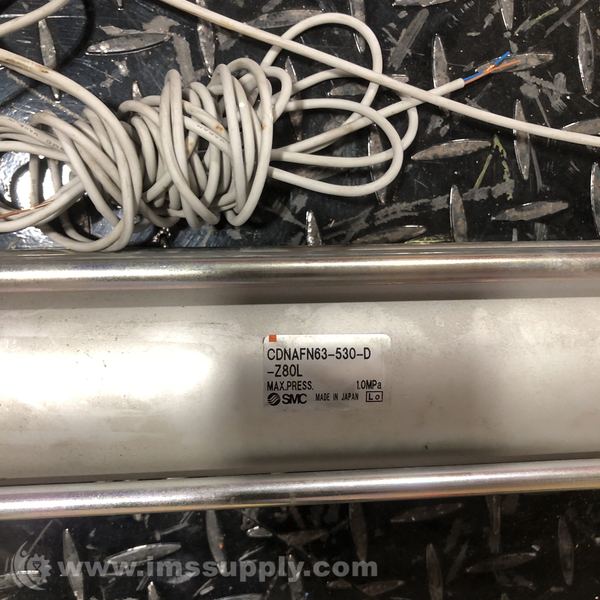 CDNAFN63-530-D
-Z80L
MAX.PRESS. 1.0MPa
SMC MADE IN JAPAN Lo
www.imssupply.com